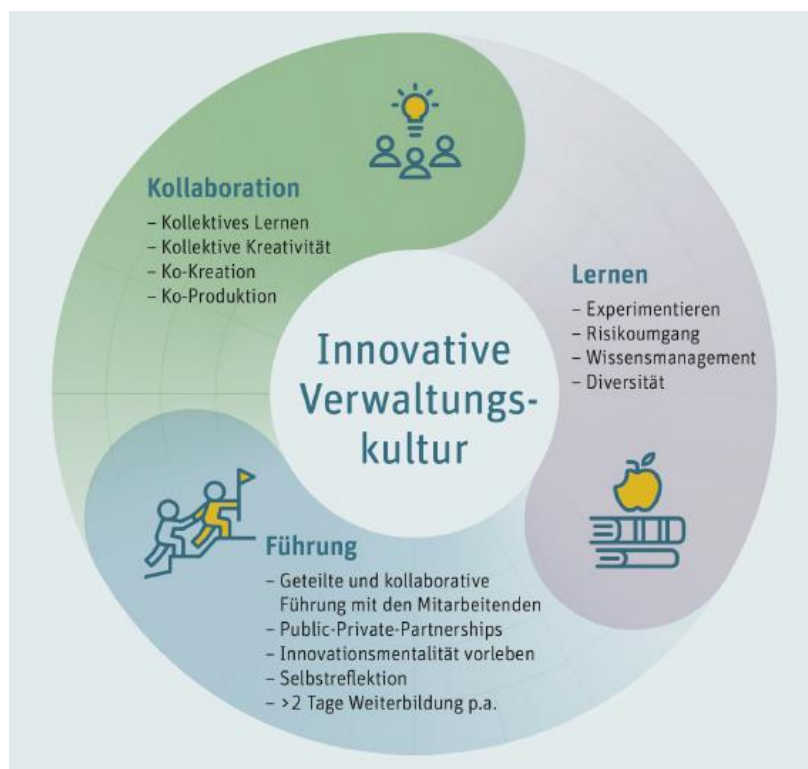 Kollaboration
– Kollektives Lernen
– Kollektive Kreativität
– Ko-Kreation
– Ko-Produktion
Lernen
– Experimentieren
– Risikoumgang
– Wissensmanagement
– Diversität
Innovative
Verwaltungs-
kultur
Führung
– Geteilte und kollaborative
Führung mit den Mitarbeitenden
– Public-Private-Partnerships
– Innovationsmentalität vorleben
– Selbstreflektion
– >2 Tage Weiterbildung p.a.